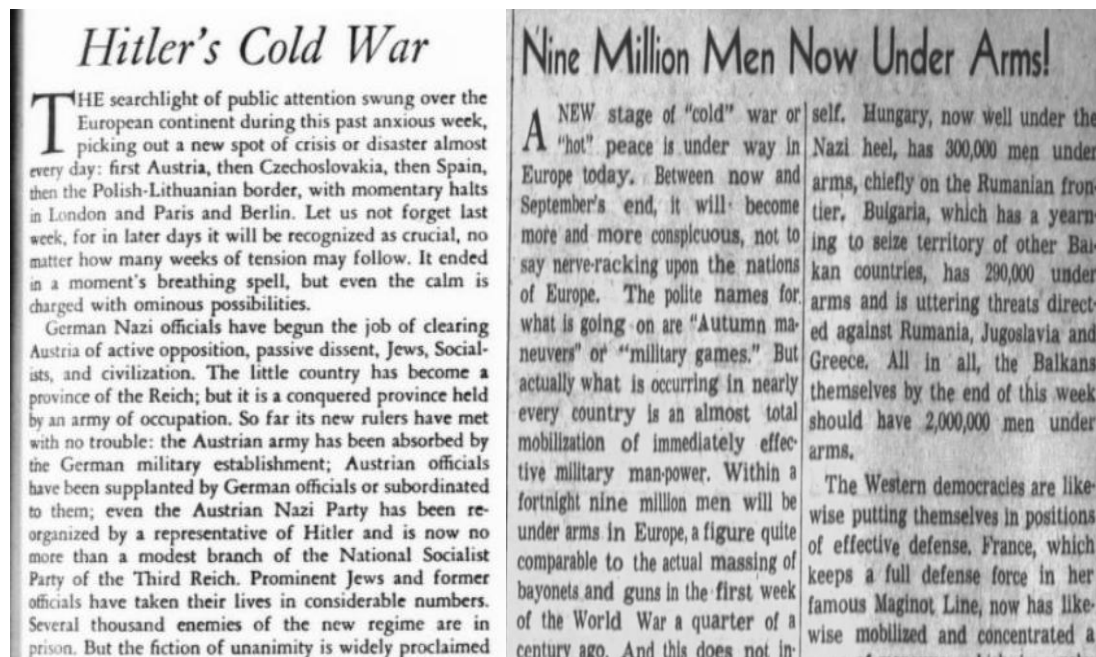 Hitler's Cold War
THE searchlight of public attention swung over the
European continent during this past anxious week,
picking out a new spot of crisis or disaster almost
every day: first Austria, then Czechoslovakia, then Spain,
then the Polish-Lithuanian border, with momentary halts
in London and Paris and Berlin. Let us not forget last
week, for in later days it will be recognized as crucial, no
matter how many weeks of tension may follow. It ended
in a moment's breathing spell, but even the calm is
charged with ominous possibilities.
German Nazi officials have begun the job of clearing
Austria of active opposition, passive dissent, Jews, Social-
ists, and civilization. The little country has become a
province of the Reich; but it is a conquered province held
by an army of occupation. So far its new rulers have met
with no trouble: the Austrian army has been absorbed by
the German military establishment; Austrian officials
have been supplanted by German officials or subordinated
to them; even the Austrian Nazi Party has been re-
organized by a representative of Hitler and is now no
more than a modest branch of the National Socialist
Party of the Third Reich. Prominent Jews and former
officials have taken their lives in considerable numbers.
Several thousand enemies of the new regime are in
prison. But the fiction of unanimity is widely proclaimed
Nine Million Men Now Under Arms!
A NEW stage of "cold" war or
"hot" peace is under way in
Europe today. Between now and
September's end, it will become
more and more conspicuous, not to
say nerve-racking upon the nations
of Europe. The polite names for
what is going on are "Autumn ma-
neuvers" or "military games." But
actually what is occurring in nearly
every country is an almost total
mobilization of immediately effec-
tive military man-power. Within a
fortnight nine million men will be
under arms in Europe, a figure quite
comparable to the actual massing of
bayonets and guns in the first week
of the World War a quarter of a
century ago. And this does not in-
self. Hungary, now well under the
Nazi heel, has 300,000 men under
arms, chiefly on the Rumanian fron-
tier. Bulgaria, which has a yearn-
ing to seize territory of other Bal-
kan countries, has 290,000 under
arms and is uttering threats direct-
ed against Rumania, Jugoslavia and
Greece. All in all, the Balkans
themselves by the end of this week
should have 2,000,000 men under
arms.
The Western democracies are like-
wise putting themselves in positions
of effective defense. France, which
keeps a full defense force in her
famous Maginot Line, now has like-
wise mobilized and concentrated a